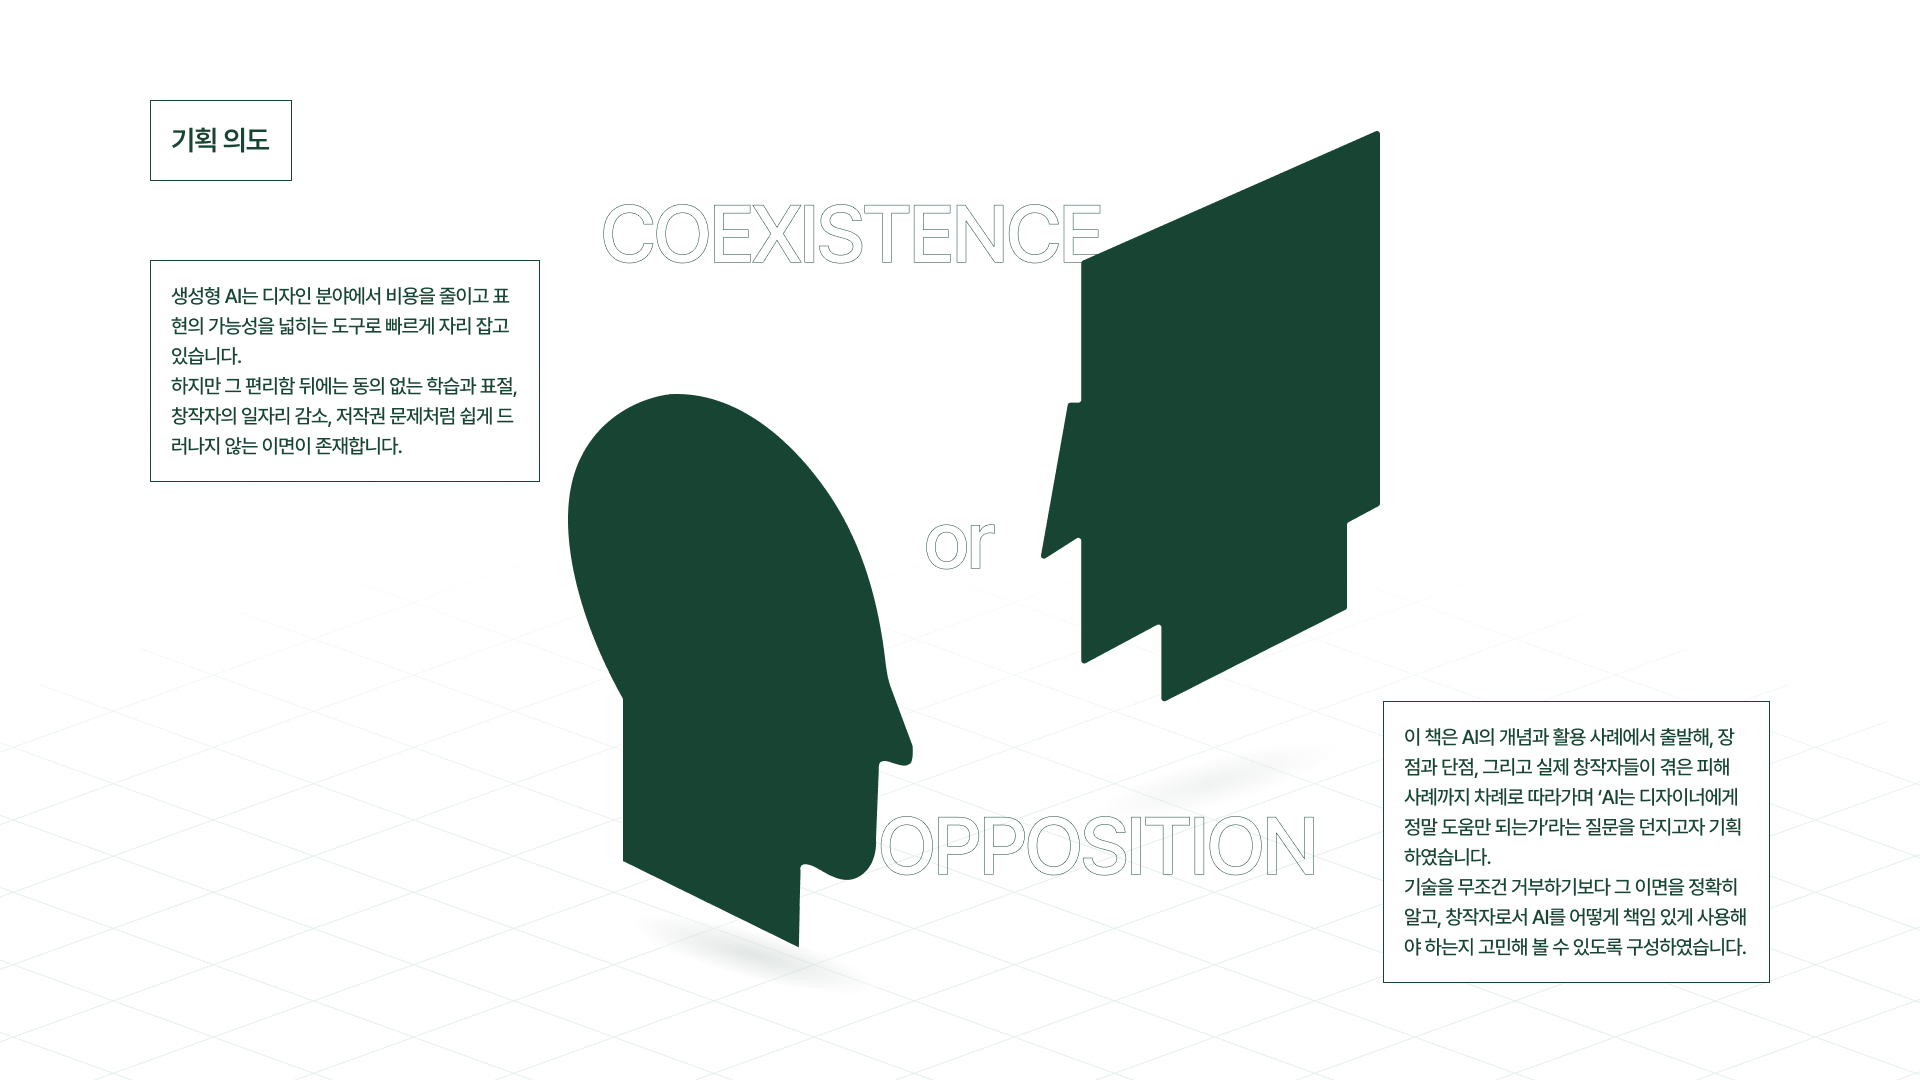 기획 의도
COEXISTENCE
생성형 AI는 디자인 분야에서 비용을 줄이고 표
현의 가능성을 넓히는 도구로 빠르게 자리 잡고
있습니다.
하지만 그 편리함 뒤에는 동의 없는 학습과 표절,
창작자의 일자리 감소, 저작권 문제처럼 쉽게 드
러나지 않는 이면이 존재합니다.
or
OPPOSITION
이 책은 AI의 개념과 활용 사례에서 출발해, 장
점과 단점, 그리고 실제 창작자들이 겪은 피해
사례까지 차례로 따라가며 ‘AI는 디자이너에게
정말 도움만 되는가’라는 질문을 던지고자 기획
하였습니다.
기술을 무조건 거부하기보다 그 이면을 정확히
알고, 창작자로서 AI를 어떻게 책임 있게 사용해
야 하는지 고민해 볼 수 있도록 구성하였습니다.